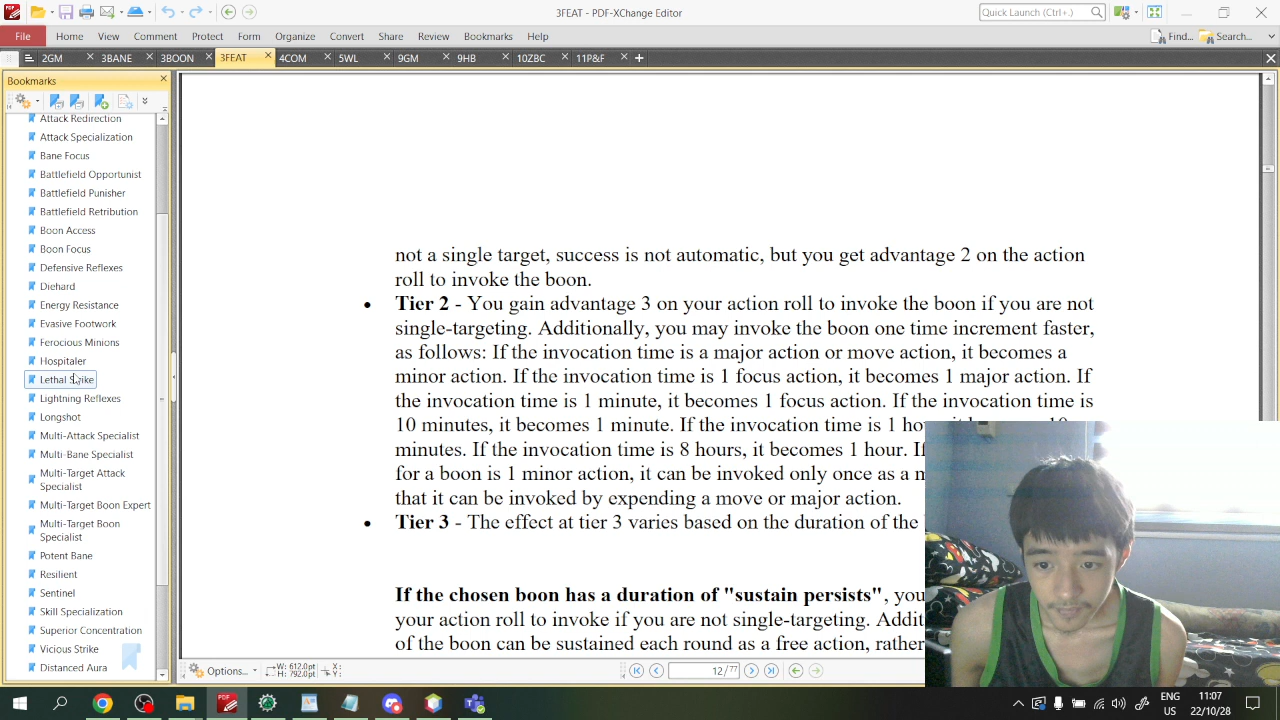 3FEAT - PDF-XChange Editor
Quick Launch (Ctrl+.)
File Home View Comment Protect Form Organize Convert Share Review Bookmarks Help
Find... Search...
2GM 3BANE 3BOON 3FEAT 4COM 5WL 9GM 9HB 10ZBC 11P&F
Bookmarks
Attack Redirection
Attack Specialization
Bane Focus
Battlefield Opportunist
Battlefield Punisher
Battlefield Retribution
Boon Access
Boon Focus
Defensive Reflexes
Diehard
Energy Resistance
Evasive Footwork
Ferocious Minions
Hospitaler
Lethal Strike
Lightning Reflexes
Longshot
Multi-Attack Specialist
Multi-Bane Specialist
Multi-Target Attack
Specialist
Multi-Target Boon Expert
Multi-Target Boon
Specialist
Potent Bane
Resilient
Sentinel
Skill Specialization
Superior Concentration
Vicious Strike
Distanced Aura
not a single target, success is not automatic, but you get advantage 2 on the action
roll to invoke the boon.
• Tier 2 - You gain advantage 3 on your action roll to invoke the boon if you are not
single-targeting. Additionally, you may invoke the boon one time increment faster,
as follows: If the invocation time is a major action or move action, it becomes a
minor action. If the invocation time is 1 focus action, it becomes 1 major action. If
the invocation time is 1 minute, it becomes 1 focus action. If the invocation time is
10 minutes, it becomes 1 minute. If the invocation time is 1
minutes. If the invocation time is 8 hours, it becomes 1 hour.
for a boon is 1 minor action, it can be invoked only once as a
that it can be invoked by expending a move or major action.
• Tier 3 - The effect at tier 3 varies based on the duration of the
If the chosen boon has a duration of "sustain persists", you
your action roll to invoke if you are not single-targeting.
of the boon can be sustained each round as a free action, rather
Options...
W: 612.0pt
H: 792.0pt
X:
Y:
12 / 77
ENG
US
11:07
22/10/28